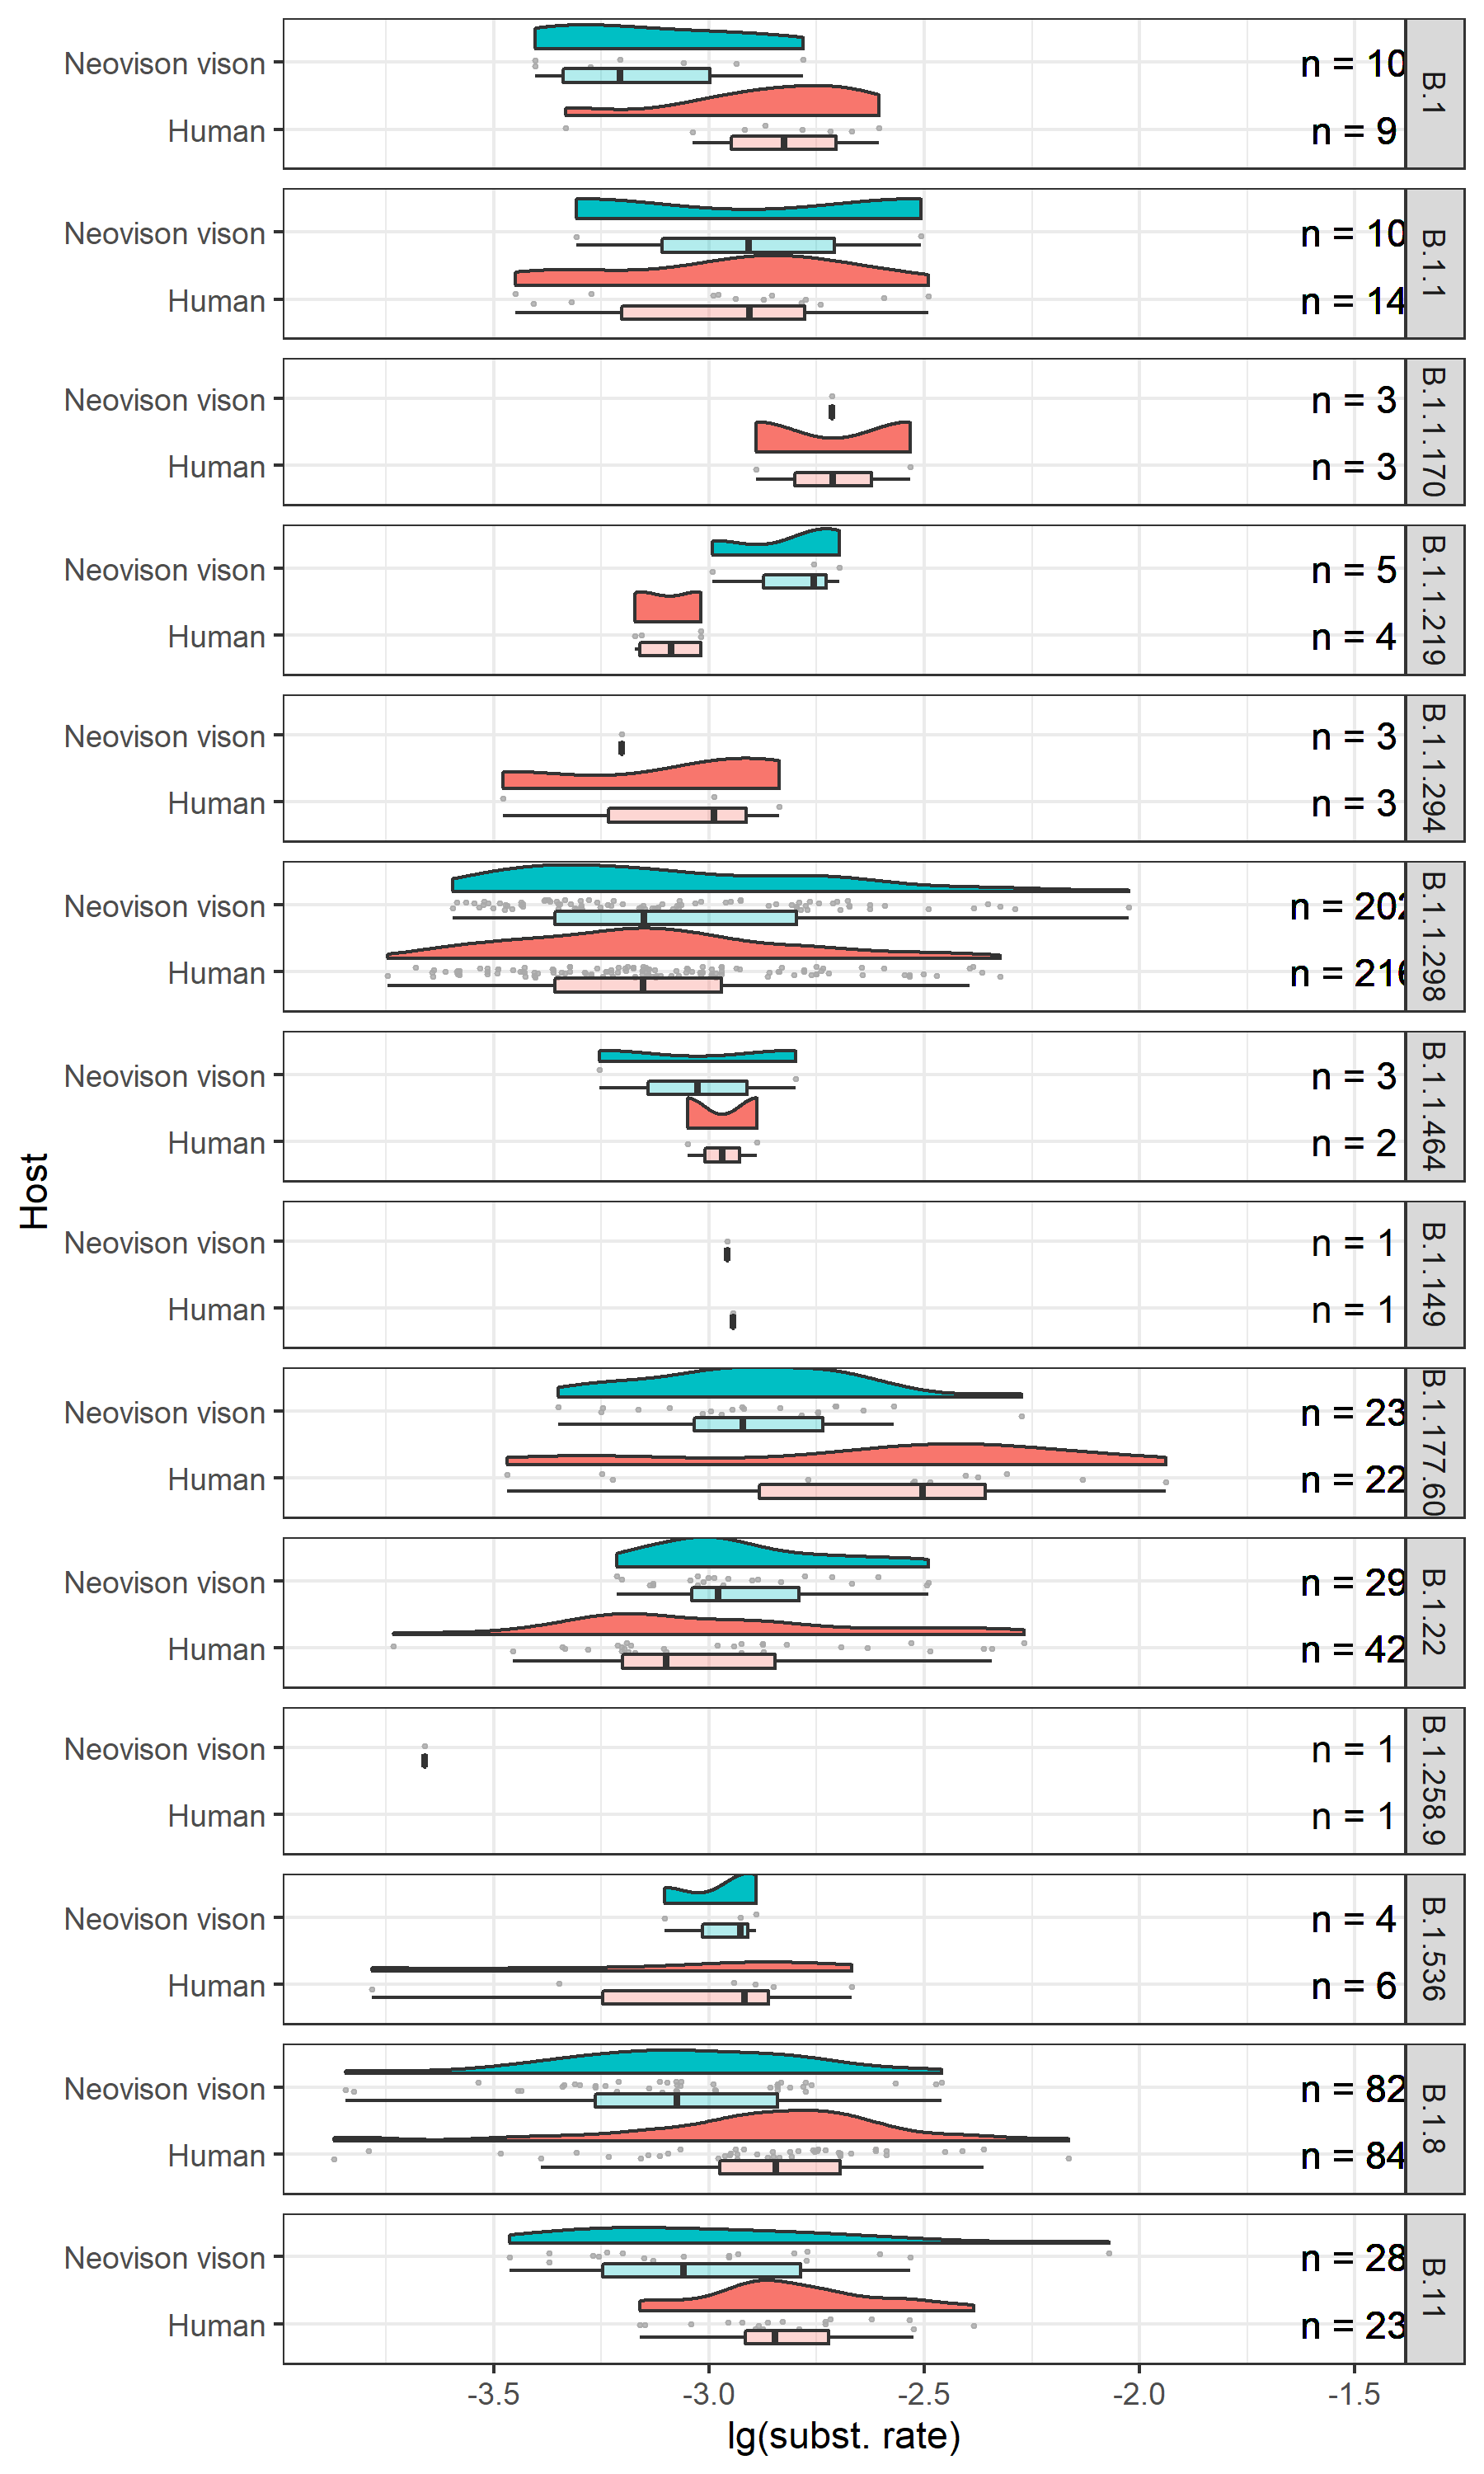 Neovison vison
n = 10
Human
n = 9
B.1
Neovison vison
n = 10
Human
n = 14
B.1.1
Neovison vison
n = 3
Human
n = 3
B.1.1.170
Neovison vison
n = 5
Human
n = 4
B.1.1.219
Neovison vison
n = 3
Human
n = 3
B.1.1.294
Neovison vison
n = 202
Human
n = 216
B.1.1.298
Neovison vison
n = 3
Human
n = 2
B.1.1.464
Neovison vison
n = 1
Human
n = 1
B.1.149
Neovison vison
n = 23
Human
n = 22
B.1.177.60
Neovison vison
n = 29
Human
n = 42
B.1.22
Neovison vison
n = 1
Human
n = 1
B.1.258.9
Neovison vison
n = 4
Human
n = 6
B.1.536
Neovison vison
n = 82
Human
n = 84
B.1.8
Neovison vison
n = 28
Human
n = 23
B.11
Host
-3.5 -3.0 -2.5 -2.0 -1.5
lg(subst. rate)